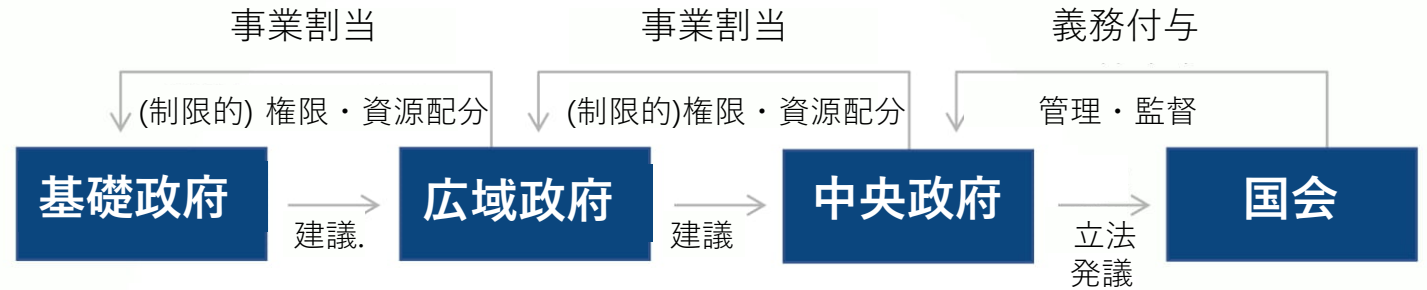 事業割当
事業割当
義務付与
(制限的) 権限・資源配分
(制限的)権限・資源配分
管理・監督
基礎政府
広域政府
中央政府
国会
建議.
建議
立法
発議